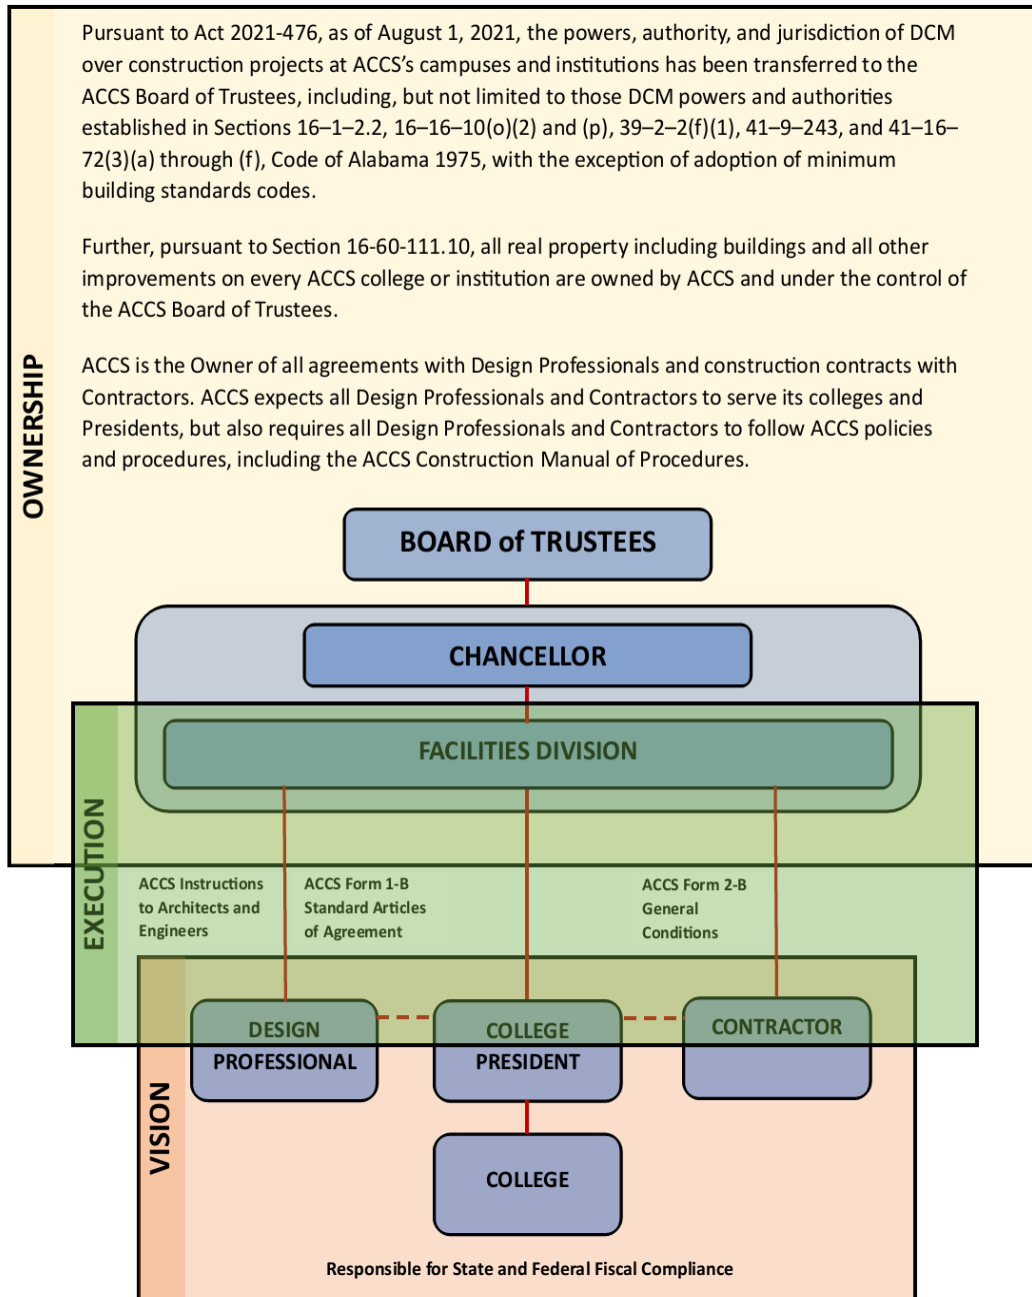 Pursuant to Act 2021-476, as of August 1, 2021, the powers, authority, and jurisdiction of DCM
over construction projects at ACCS’s campuses and institutions has been transferred to the
ACCS Board of Trustees, including, but not limited to those DCM powers and authorities
established in Sections 16–1–2.2, 16–16–10(o)(2) and (p), 39–2–2(f)(1), 41–9–243, and 41–16–
72(3)(a) through (f), Code of Alabama 1975, with the exception of adoption of minimum
building standards codes.
Further, pursuant to Section 16-60-111.10, all real property including buildings and all other
improvements on every ACCS college or institution are owned by ACCS and under the control of
the ACCS Board of Trustees.
ACCS is the Owner of all agreements with Design Professionals and construction contracts with
Contractors. ACCS expects all Design Professionals and Contractors to serve its colleges and
Presidents, but also requires all Design Professionals and Contractors to follow ACCS policies
and procedures, including the ACCS Construction Manual of Procedures.
OWNERSHIP
BOARD of TRUSTEES
CHANCELLOR
FACILITIES DIVISION
EXECUTION
ACCS Instructions
to Architects and
Engineers
ACCS Form 1-B
Standard Articles
of Agreement
ACCS Form 2-B
General
Conditions
DESIGN
PROFESSIONAL
COLLEGE
PRESIDENT
CONTRACTOR
VISION
COLLEGE
Responsible for State and Federal Fiscal Compliance